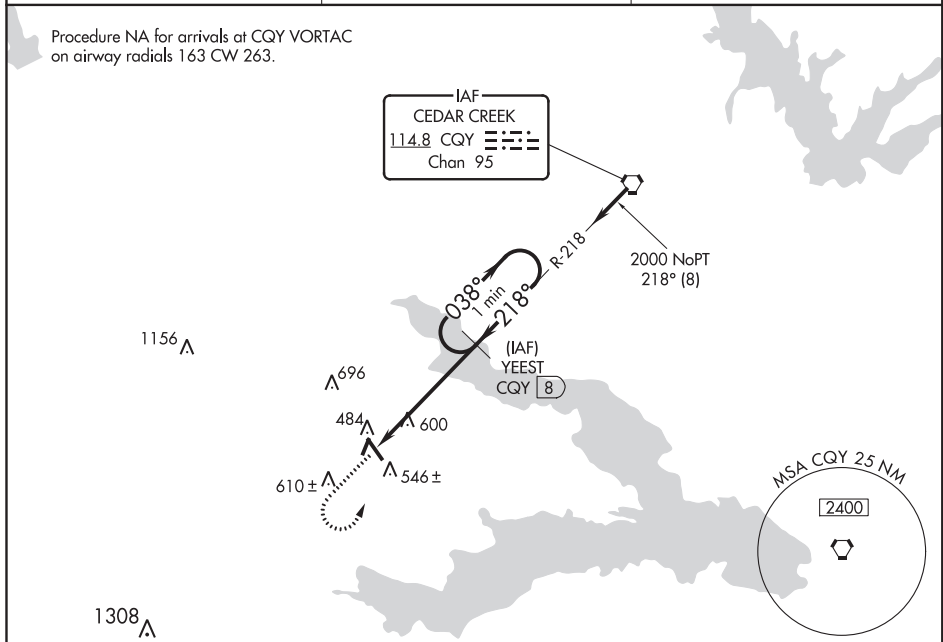 Procedure NA for arrivals at CQY VORTAC
on airway radials 163 CW 263.
IAF
CEDAR CREEK
114.8 CQY
Chan 95
R-218
2000 NoPT
218° (8)
038°
1 min
218°
(IAF)
YEEST
CQY 8
1156
696
484
600
546 ±
610 ±
MSA CQY 25 NM
2400
1308